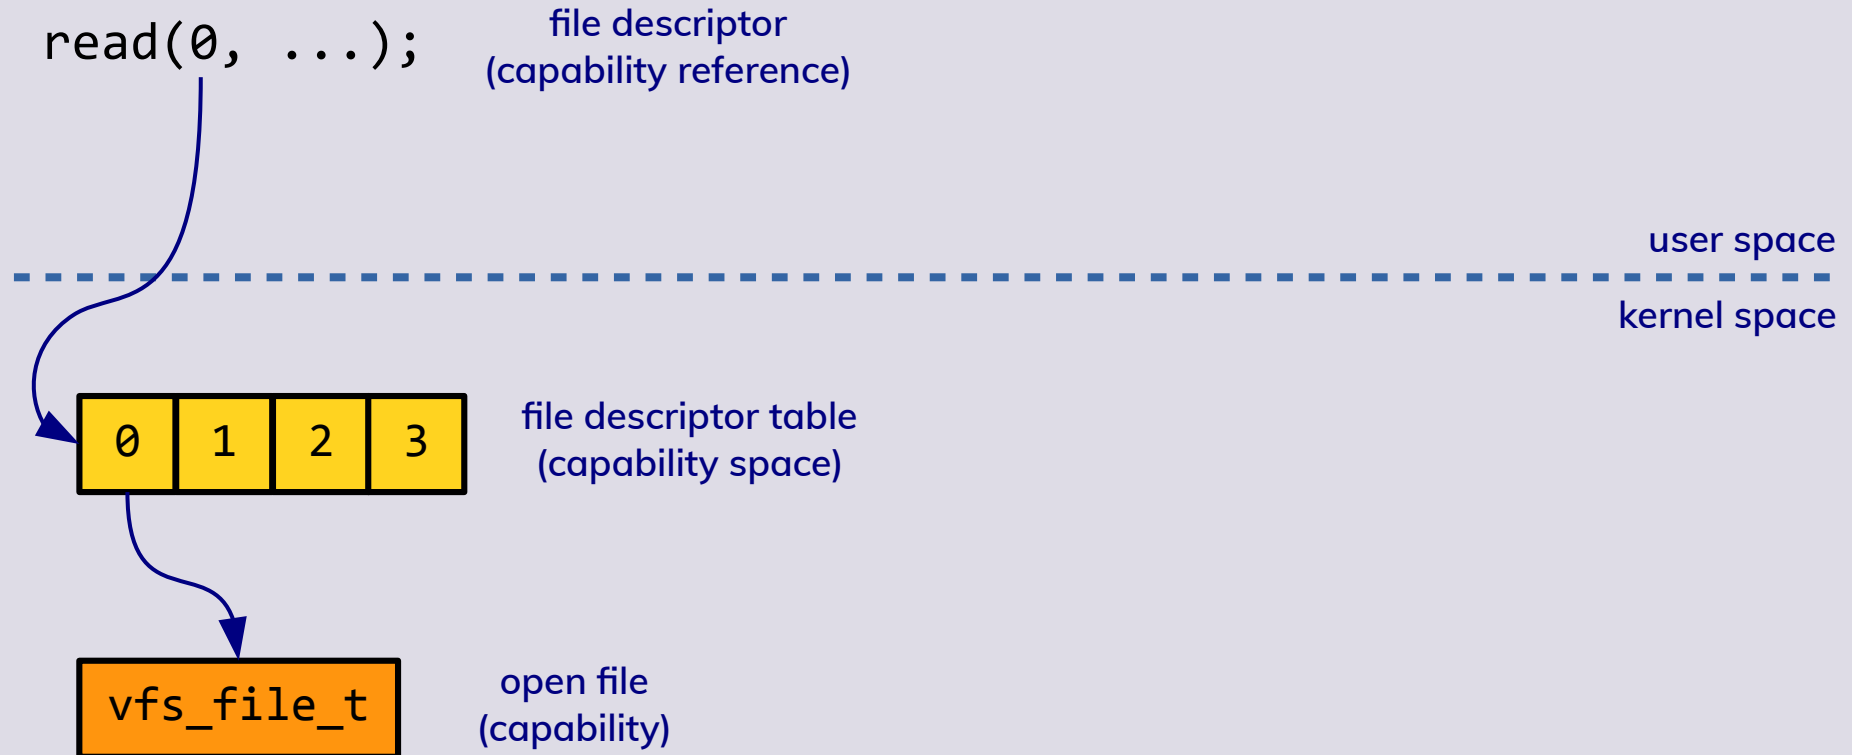 read(0, ...);
file descriptor
(capability reference)
user space
kernel space
0 1 2 3
file descriptor table
(capability space)
vfs_file_t
open file
(capability)